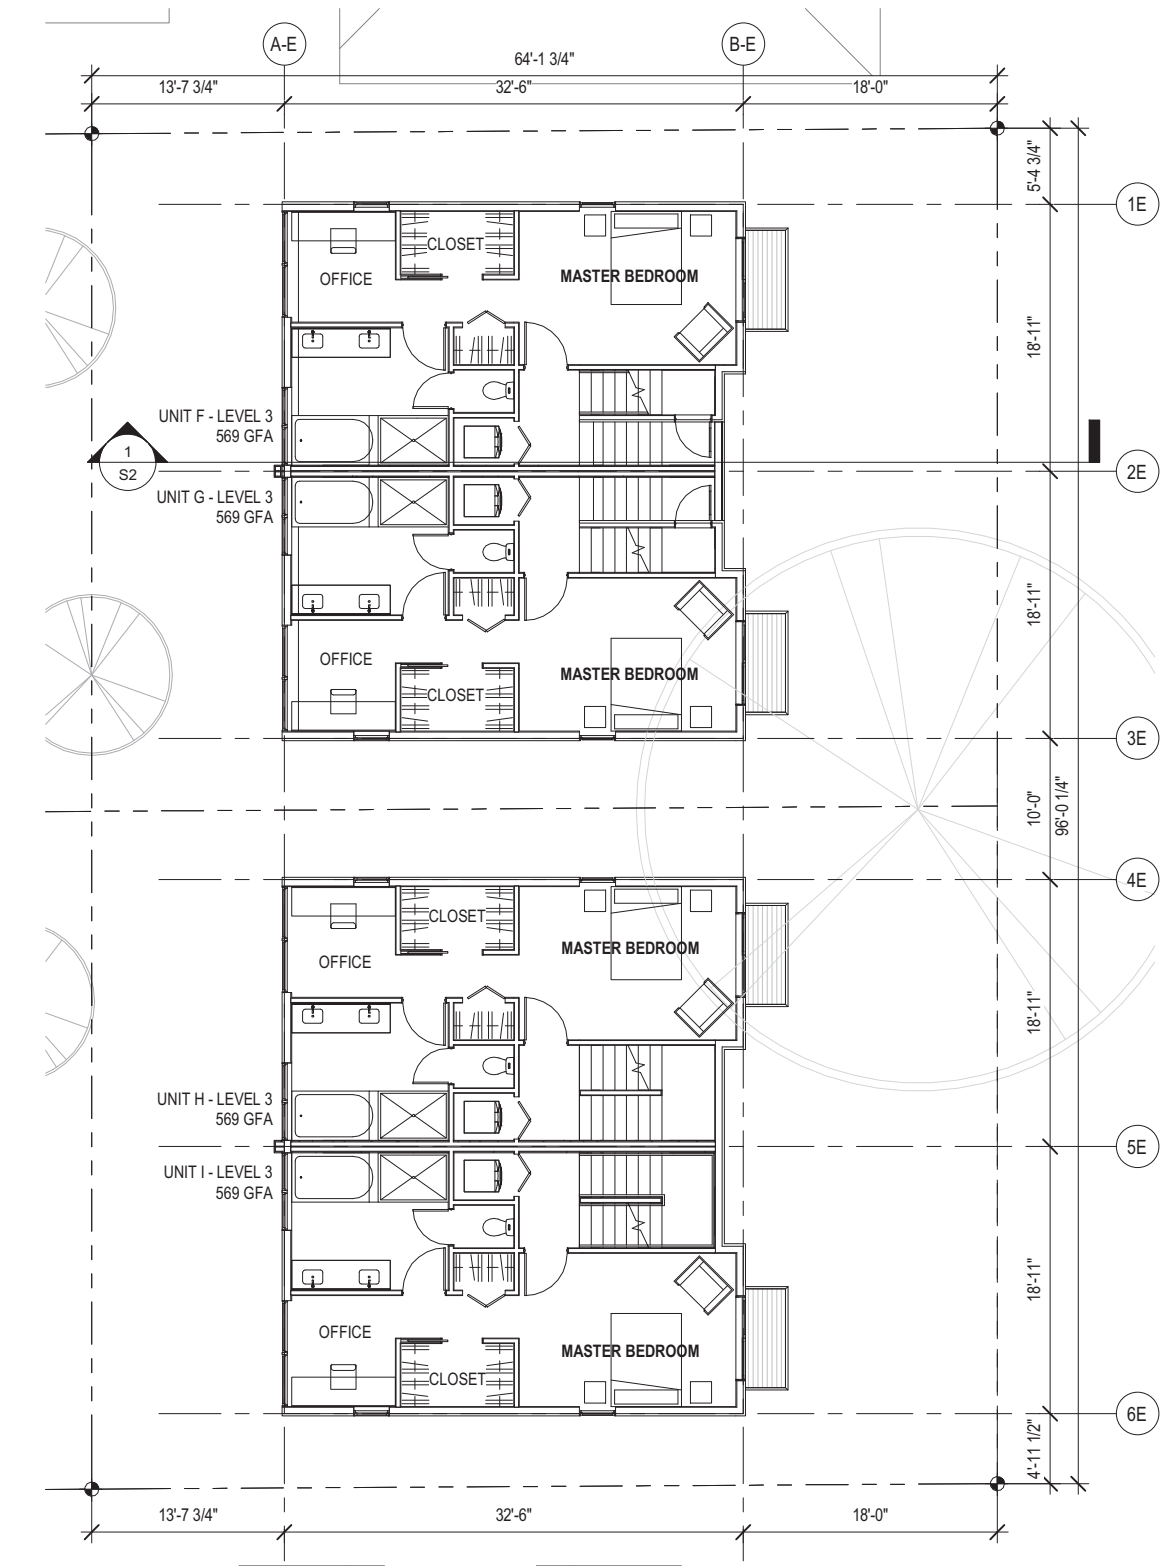 A-E
B-E
64'-1 3/4"
13'-7 3/4"
32'-6"
18'-0"
5'-4 3/4"
1E
CLOSET
OFFICE
MASTER BEDROOM
18'-11"
UNIT F - LEVEL 3
569 GFA
1
S2
2E
UNIT G - LEVEL 3
569 GFA
18'-11"
OFFICE
MASTER BEDROOM
CLOSET
3E
10'-0"
96'-0 1/4"
4E
CLOSET
MASTER BEDROOM
OFFICE
18'-11"
UNIT H - LEVEL 3
569 GFA
5E
UNIT I - LEVEL 3
569 GFA
18'-11"
OFFICE
MASTER BEDROOM
CLOSET
6E
4'-11 1/2"
13'-7 3/4"
32'-6"
18'-0"